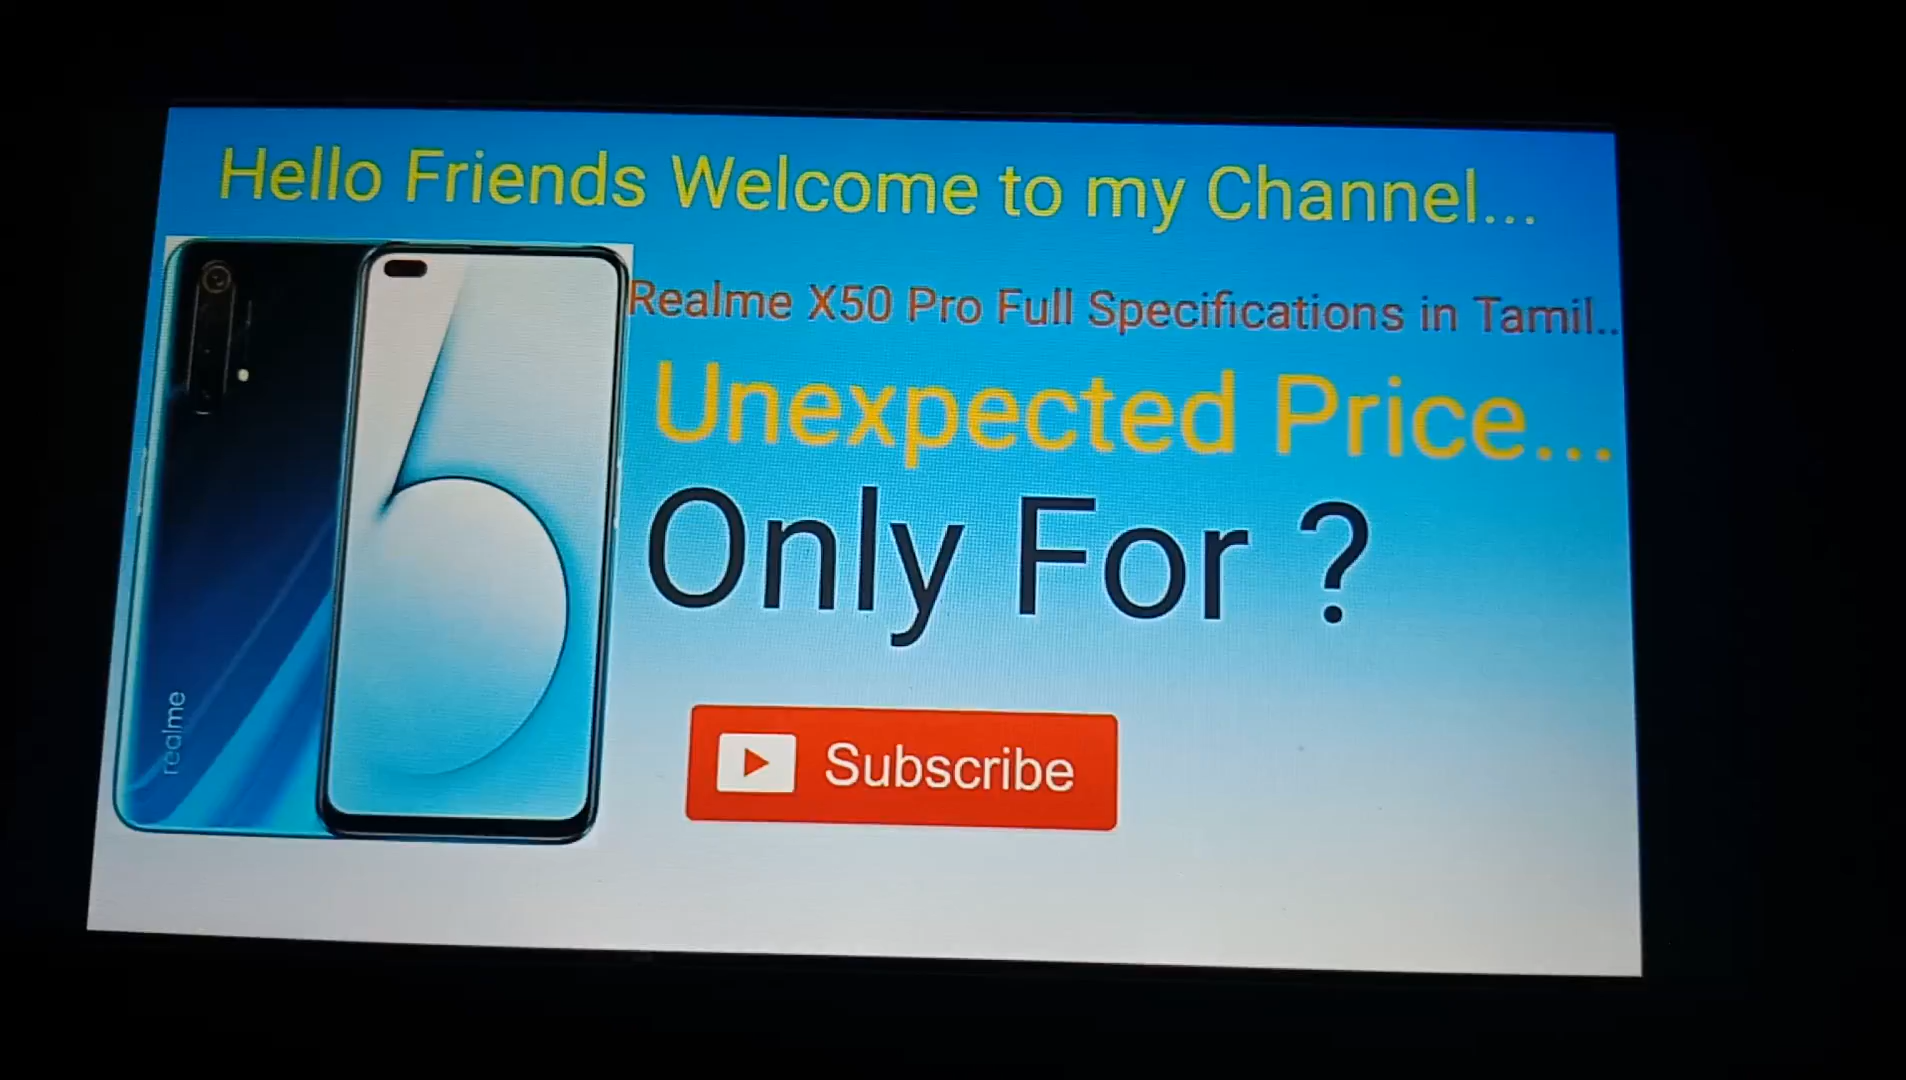 Hello Friends Welcome to my Channel...
Realme X50 Pro Full Specifications in Tamil..
Unexpected Price...
Only For ?
realme
Subscribe